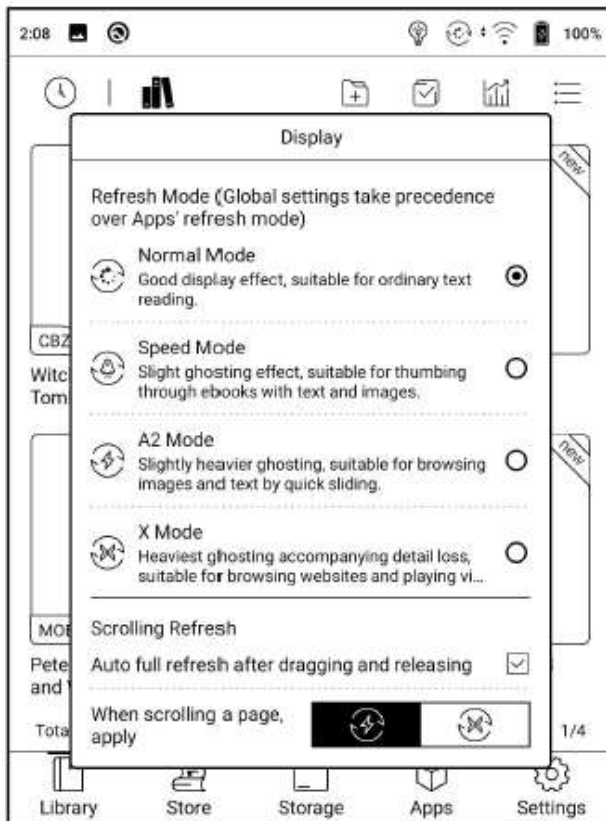 2:08 100%
Display
new
Refresh Mode (Global settings take precedence
over Apps' refresh mode)
Normal Mode
Good display effect, suitable for ordinary text
reading.
CBZ
Speed Mode
Witc
Slight ghosting effect, suitable for thumbing
Tom
through ebooks with text and images.
A2 Mode
new
Slightly heavier ghosting, suitable for browsing
images and text by quick sliding.
X Mode
Heaviest ghosting accompanying detail loss,
suitable for browsing websites and playing vi...
MOB
Scrolling Refresh
Pete
Auto full refresh after dragging and releasing
and
When scrolling a page,
apply
Tota 1/4
Library Store Storage Apps Settings